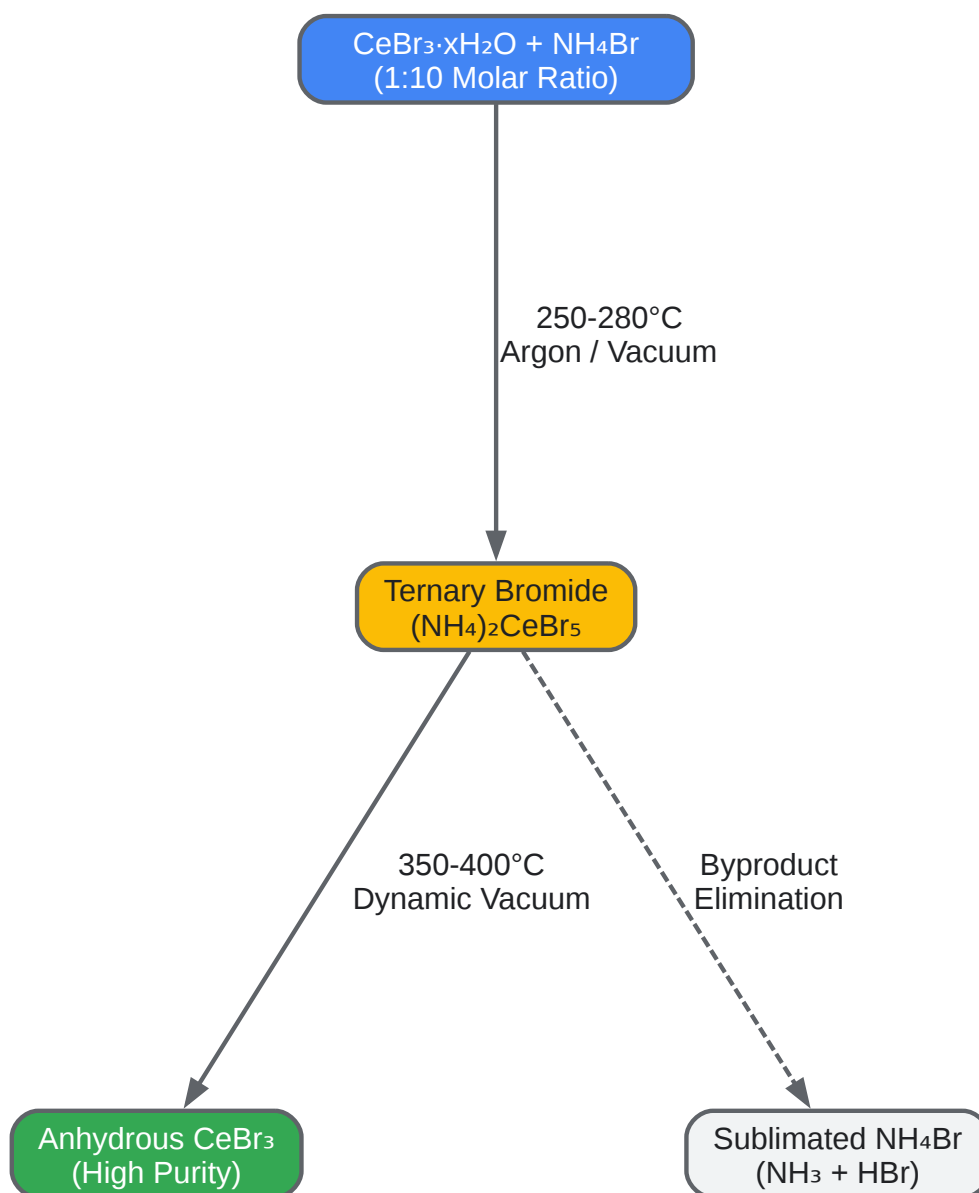 CeBr₃·xH₂O + NH₄Br
(1:10 Molar Ratio)
250-280°C
Argon / Vacuum
Ternary Bromide
(NH₄)₂CeBr₅
350-400°C
Dynamic Vacuum
Byproduct
Elimination
Anhydrous CeBr₃
(High Purity)
Sublimated NH₄Br
(NH₃ + HBr)